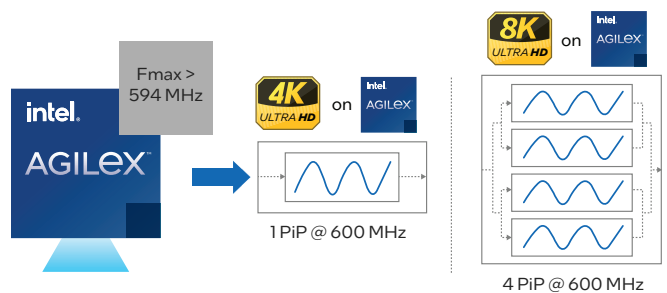 Fmax >
594 MHz
intel.
AGILEX™
4K
ULTRA HD
on
intel.
AGILEX
1 PiP @ 600 MHz
8K
ULTRA HD
on
intel.
AGILEX
4 PiP @ 600 MHz